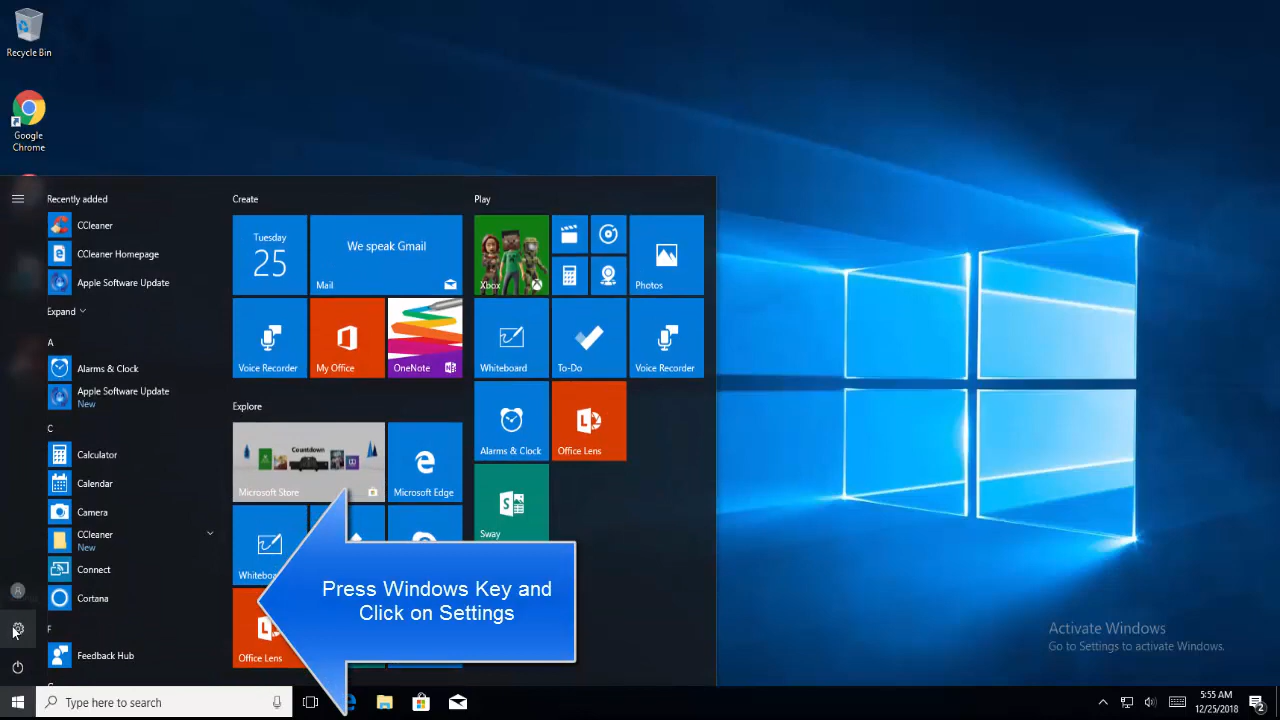 Recycle Bin
Google
Chrome
Recently added
CCleaner
CCleaner Homepage
Apple Software Update
Expand
A
Alarms & Clock
Apple Software Update
New
C
Calculator
Calendar
Camera
CCleaner
New
Connect
Cortana
F
Feedback Hub
Create
Tuesday
25
We speak Gmail
Mail
Voice Recorder
My Office
OneNote
Explore
Countdown
Microsoft Store
Microsoft Edge
Office Lens
Play
Xbox
Photos
Whiteboard
To-Do
Voice Recorder
Alarms & Clock
Office Lens
Sway
Press Windows Key and
Click on Settings
Activate Windows
Go to Settings to activate Windows.
Type here to search
5:55 AM
12/25/2018
2